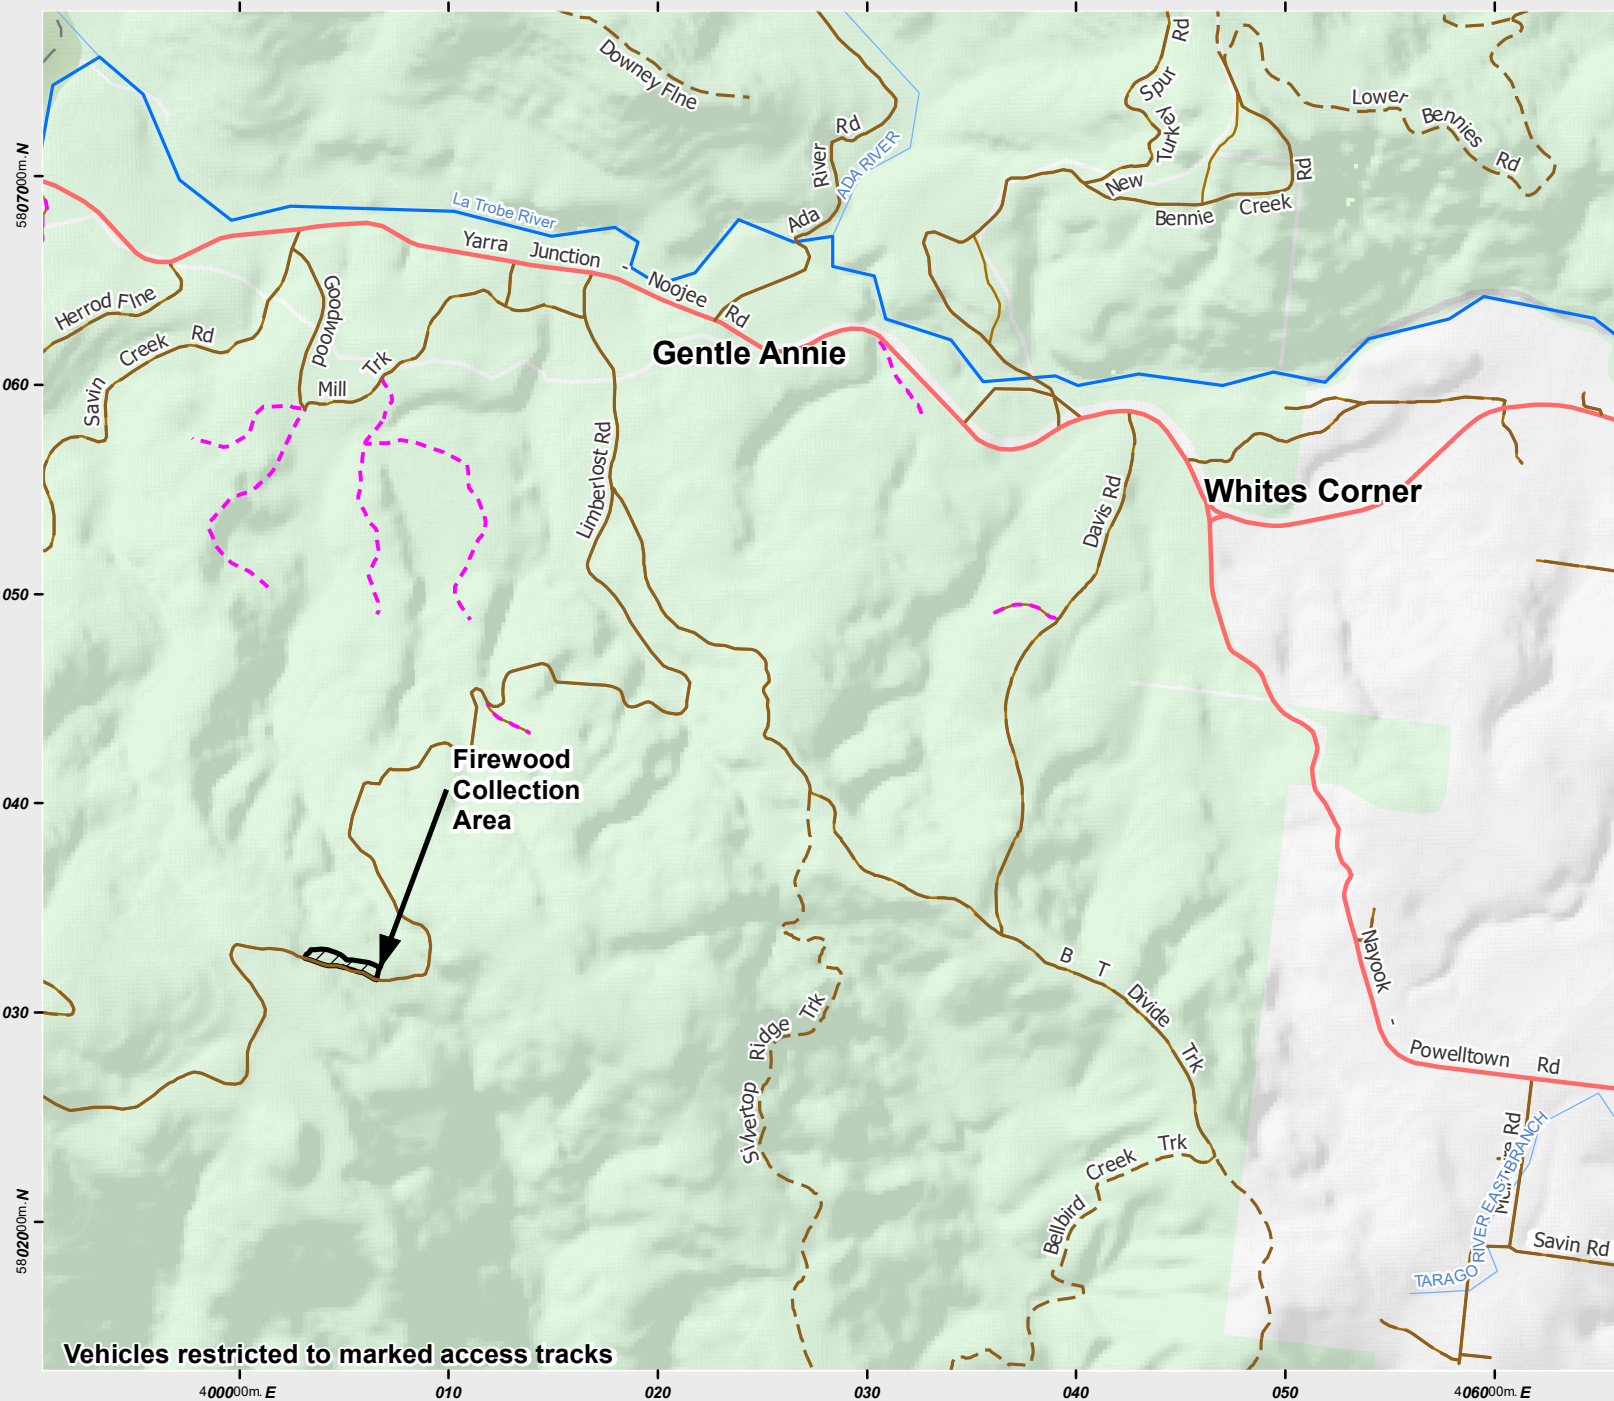 Downey Flne
Ada River Rd
ADA RIVER
Turkey Spur Rd
Lower Bennies Rd
New
Bennie Creek Rd
5807000m. N
La Trobe River
Yarra Junction - Noojee Rd
Herrod Flne
Savin Creek Rd
Goodwood Mill Trk
Gentle Annie
060
Limberlost Rd
Davis Rd
Whites Corner
050
Firewood
Collection
Area
040
B T Divide Trk
Nayook - Powelltown Rd
030
Silvertop Ridge Trk
Bellbird Creek Trk
TARAGO RIVER EAST BRANCH
Savin Rd
5802000m. N
Vehicles restricted to marked access tracks
400000m. E
010
020
030
040
050
406000m. E